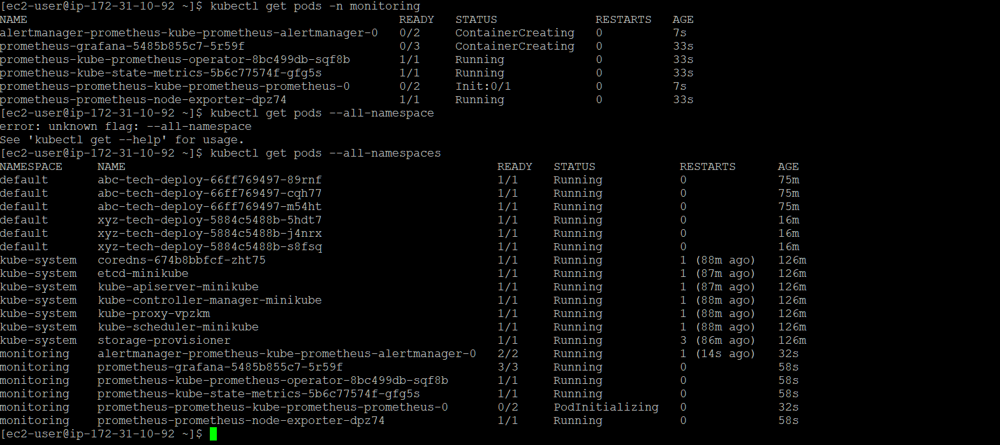 [ec2-user@ip-172-31-10-92 ~]$ kubectl get pods -n monitoring
NAME READY STATUS RESTARTS AGE
alertmanager-prometheus-kube-prometheus-alertmanager-0 0/2 ContainerCreating 0 7s
prometheus-grafana-5485b855c7-5r59f 0/3 ContainerCreating 0 33s
prometheus-kube-prometheus-operator-8bc499db-sqf8b 1/1 Running 0 33s
prometheus-kube-state-metrics-5b6c77574f-gfg5s 1/1 Running 0 33s
prometheus-prometheus-kube-prometheus-prometheus-0 0/2 Init:0/1 0 7s
prometheus-prometheus-node-exporter-dpz74 1/1 Running 0 33s
[ec2-user@ip-172-31-10-92 ~]$ kubectl get pods --all-namespace
error: unknown flag: --all-namespace
See 'kubectl get --help' for usage.
[ec2-user@ip-172-31-10-92 ~]$ kubectl get pods --all-namespaces
NAMESPACE NAME READY STATUS RESTARTS AGE
default abc-tech-deploy-66ff769497-89rnf 1/1 Running 0 75m
default abc-tech-deploy-66ff769497-cqh77 1/1 Running 0 75m
default abc-tech-deploy-66ff769497-m54ht 1/1 Running 0 75m
default xyz-tech-deploy-5884c5488b-5hdt7 1/1 Running 0 16m
default xyz-tech-deploy-5884c5488b-j4nrx 1/1 Running 0 16m
default xyz-tech-deploy-5884c5488b-s8fsq 1/1 Running 0 16m
kube-system coredns-674b8bbfcf-zht75 1/1 Running 1 (88m ago) 126m
kube-system etcd-minikube 1/1 Running 1 (87m ago) 126m
kube-system kube-apiserver-minikube 1/1 Running 1 (87m ago) 126m
kube-system kube-controller-manager-minikube 1/1 Running 1 (88m ago) 126m
kube-system kube-proxy-vpzkm 1/1 Running 1 (88m ago) 126m
kube-system kube-scheduler-minikube 1/1 Running 1 (88m ago) 126m
kube-system storage-provisioner 1/1 Running 3 (86m ago) 126m
monitoring alertmanager-prometheus-kube-prometheus-alertmanager-0 2/2 Running 1 (14s ago) 32s
monitoring prometheus-grafana-5485b855c7-5r59f 3/3 Running 0 58s
monitoring prometheus-kube-prometheus-operator-8bc499db-sqf8b 1/1 Running 0 58s
monitoring prometheus-kube-state-metrics-5b6c77574f-gfg5s 1/1 Running 0 58s
monitoring prometheus-prometheus-kube-prometheus-prometheus-0 0/2 PodInitializing 0 32s
monitoring prometheus-prometheus-node-exporter-dpz74 1/1 Running 0 58s
[ec2-user@ip-172-31-10-92 ~]$